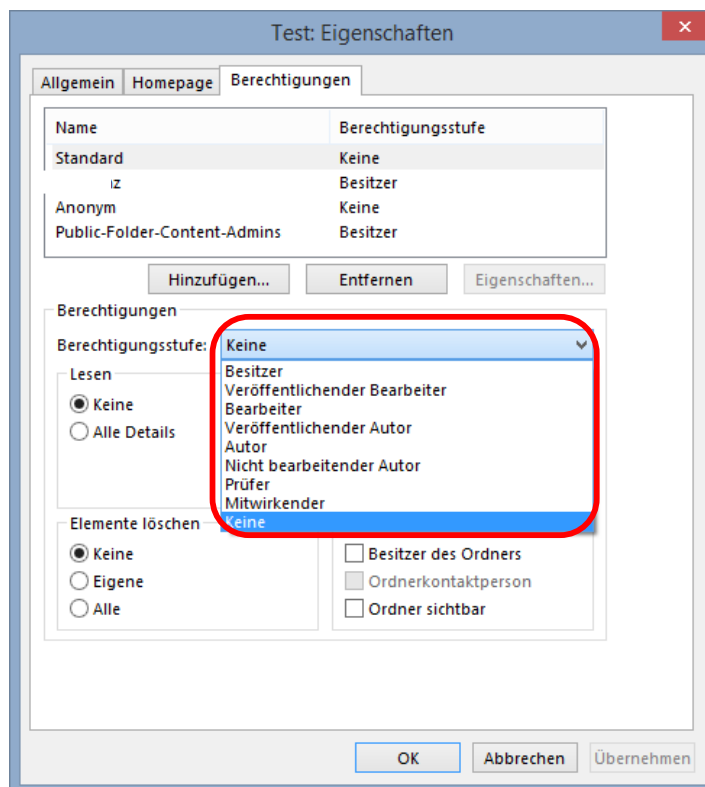 Test: Eigenschaften
Allgemein Homepage Berechtigungen
Name Berechtigungsstufe
Standard Keine
Besitzer
Anonym Keine
Public-Folder-Content-Admins Besitzer
Hinzufügen... Entfernen Eigenschaften...
Berechtigungen
Berechtigungsstufe: Keine
Lesen
Keine
Alle Details
Besitzer
Veröffentlichender Bearbeiter
Bearbeiter
Veröffentlichender Autor
Autor
Nicht bearbeitender Autor
Prüfer
Mitwirkender
Keine
Elemente löschen
Keine
Eigene
Alle
Besitzer des Ordners
Ordnerkontaktperson
Ordner sichtbar
OK Abbrechen Übernehmen